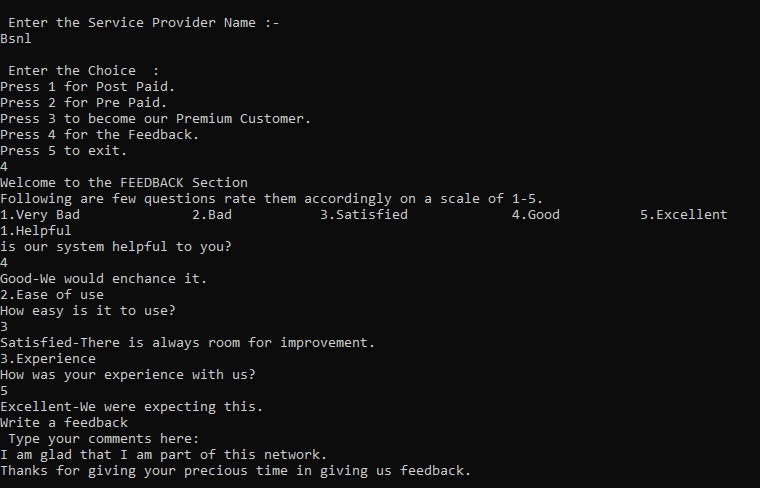 Enter the Service Provider Name :-
Bsnl
Enter the Choice  :
Press 1 for Post Paid.
Press 2 for Pre Paid.
Press 3 to become our Premium Customer.
Press 4 for the Feedback.
Press 5 to exit.
4
Welcome to the FEEDBACK Section
Following are few questions rate them accordingly on a scale of 1-5.
1.Very Bad              2.Bad           3.Satisfied             4.Good          5.Excellent
1.Helpful
is our system helpful to you?
4
Good-We would enchance it.
2.Ease of use
How easy is it to use?
3
Satisfied-There is always room for improvement.
3.Experience
How was your experience with us?
5
Excellent-We were expecting this.
Write a feedback
Type your comments here:
I am glad that I am part of this network.
Thanks for giving your precious time in giving us feedback.